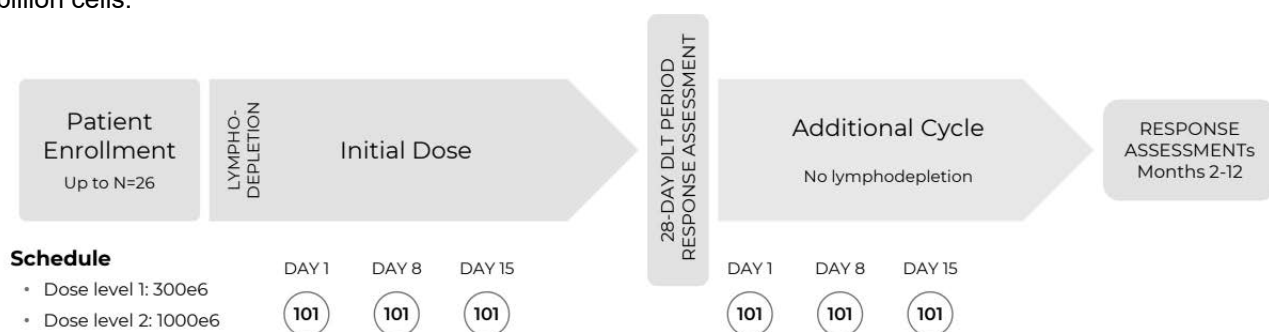 billion cells.
Patient
Enrollment
Up to N=26
LYMPHO-
DEPLETION
Initial Dose
28-DAY DLT PERIOD
RESPONSE ASSESSMENT
Additional Cycle
No lymphodepletion
RESPONSE
ASSESSMENTs
Months 2-12
Schedule
• Dose level 1: 300e6
• Dose level 2: 1000e6
DAY 1 DAY 8 DAY 15
101 101 101
DAY 1 DAY 8 DAY 15
101 101 101